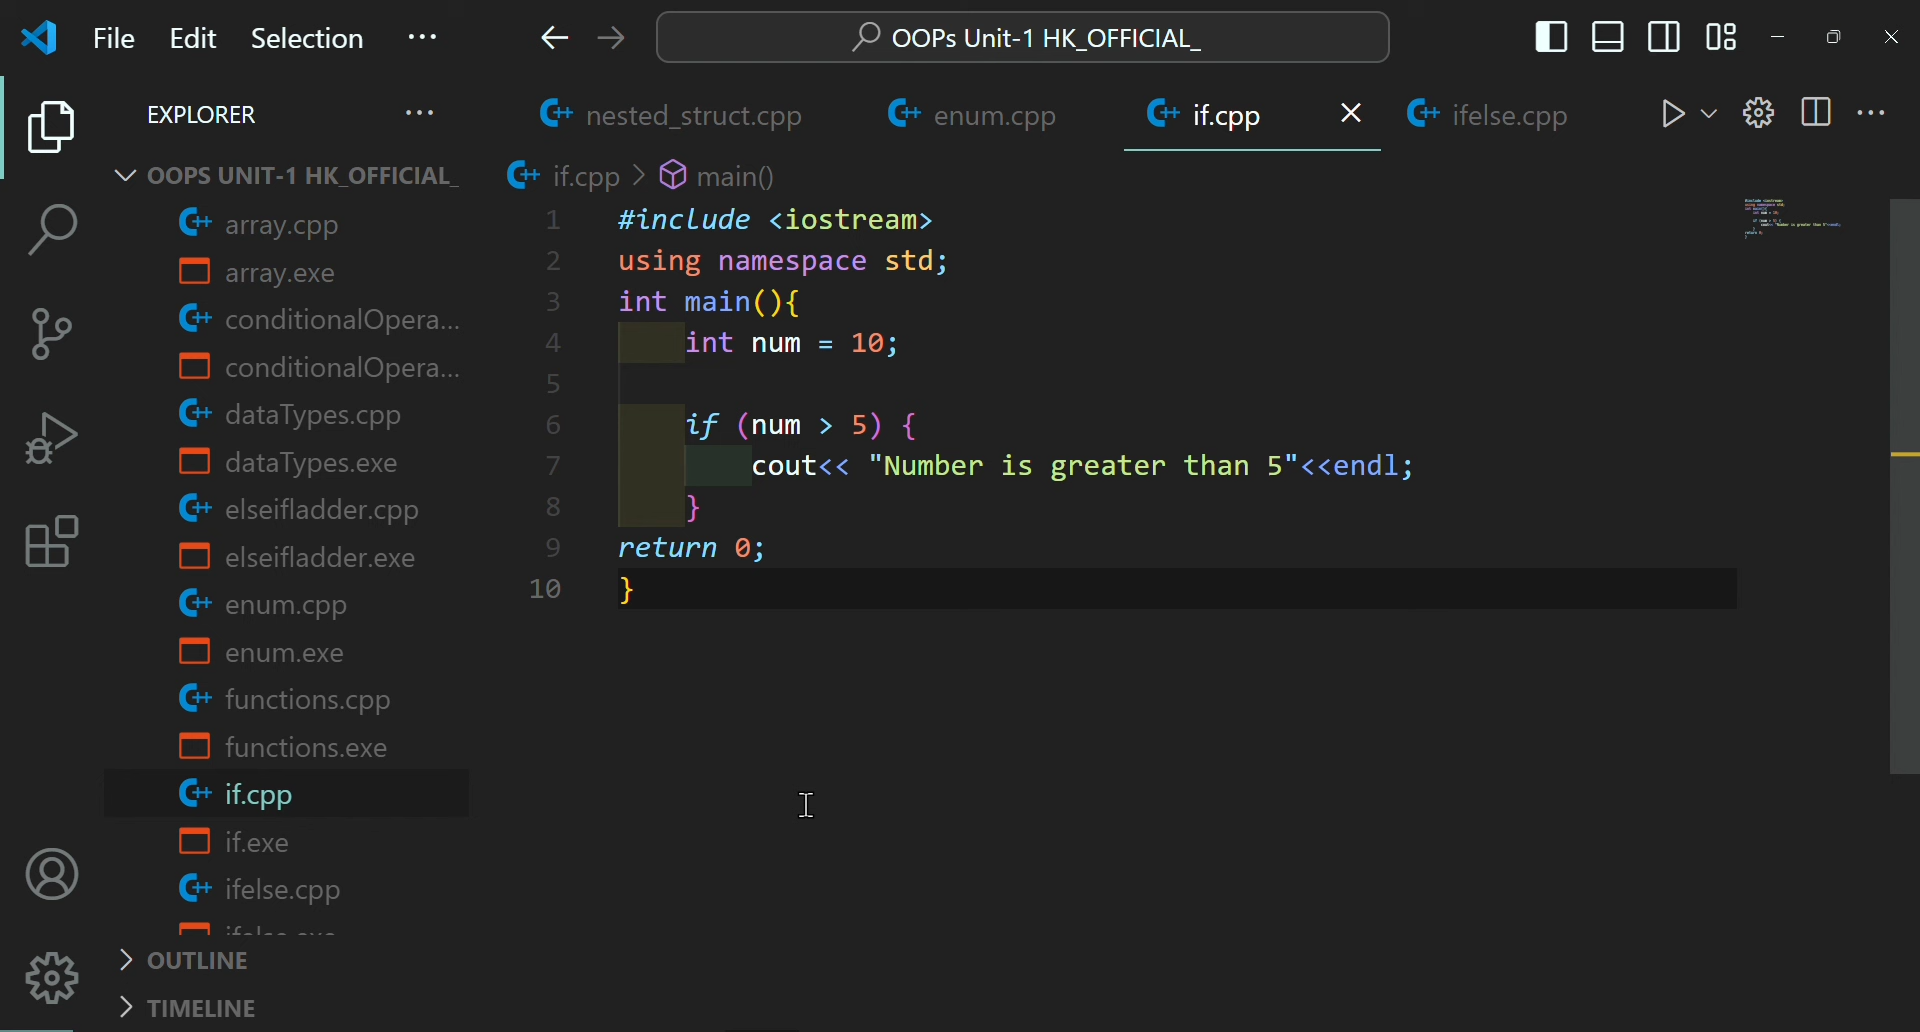 File Edit Selection ···
OOPs Unit-1 HK_OFFICIAL_
EXPLORER ···
nested_struct.cpp enum.cpp if.cpp ifelse.cpp
OOPS UNIT-1 HK_OFFICIAL_
if.cpp > main()
array.cpp
array.exe
conditionalOpera...
conditionalOpera...
dataTypes.cpp
dataTypes.exe
elseifladder.cpp
elseifladder.exe
enum.cpp
enum.exe
functions.cpp
functions.exe
if.cpp
if.exe
ifelse.cpp
ifelse.exe
OUTLINE
TIMELINE
1 #include <iostream>
2 using namespace std;
3 int main(){
4 int num = 10;
5
6 if (num > 5) {
7 cout<< "Number is greater than 5"<<endl;
8 }
9 return 0;
10 }